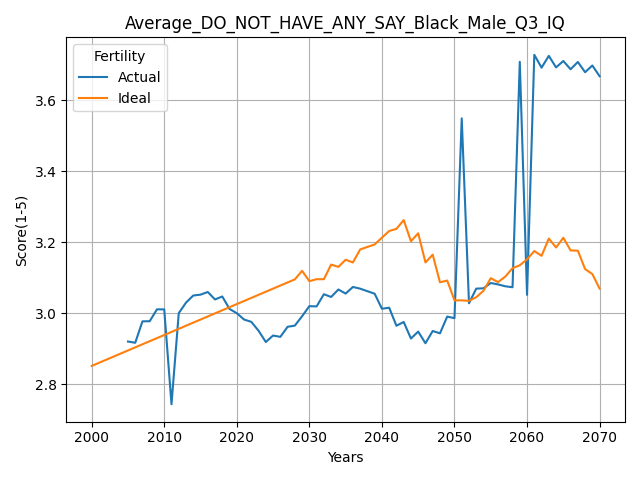 Average_DO_NOT_HAVE_ANY_SAY_Black_Male_Q3_IQ
Fertility
Actual
Ideal
3.6
3.4
3.2
3.0
2.8
Score(1-5)
2000 2010 2020 2030 2040 2050 2060 2070
Years